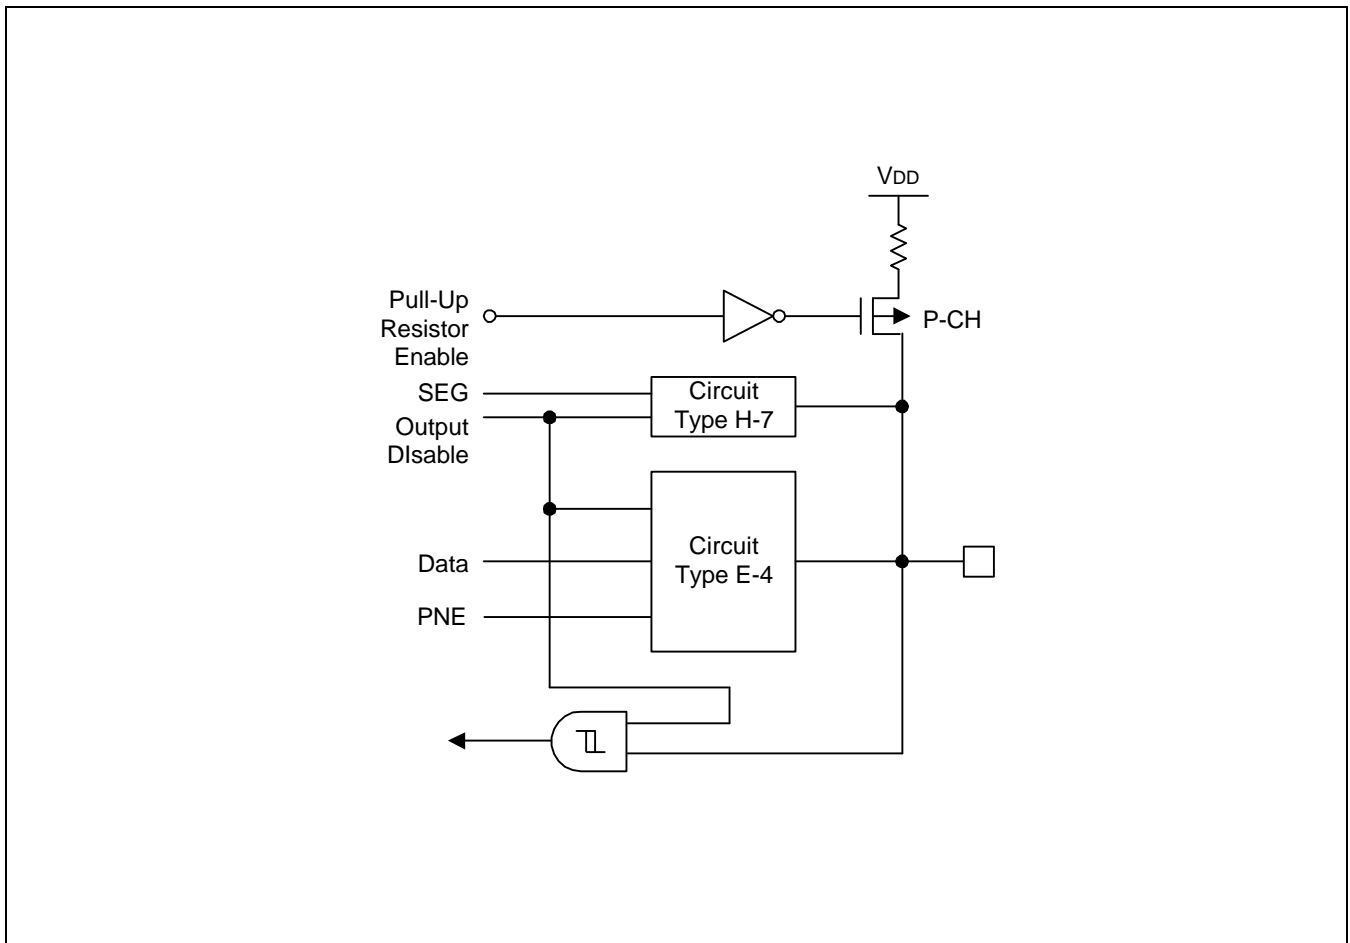 VDD
Pull-Up
Resistor
Enable
P-CH
SEG
Circuit
Type H-7
Output
DIsable
Circuit
Type E-4
Data
PNE